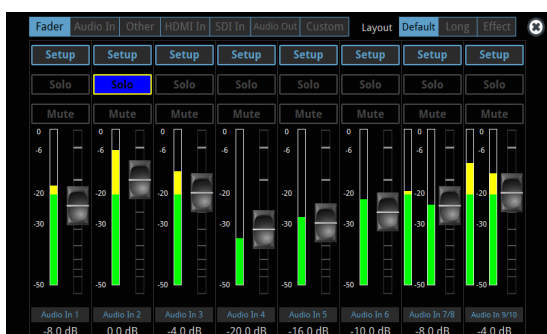 Fader Audio In Other HDMI In SDI In Audio Out Custom Layout Default Long Effect
Setup Setup Setup Setup Setup Setup Setup Setup
Solo Solo Solo Solo Solo Solo Solo Solo
Mute Mute Mute Mute Mute Mute Mute Mute
0 0 0 0 0 0 0 0
-6 -6 -6 -6 -6 -6 -6 -6
-20 -20 -20 -20 -20 -20 -20 -20
-30 -30 -30 -30 -30 -30 -30 -30
-50 -50 -50 -50 -50 -50 -50 -50
Audio In 1 Audio In 2 Audio In 3 Audio In 4 Audio In 5 Audio In 6 Audio In 7/8 Audio In 9/10
-8.0 dB 0.0 dB -4.0 dB -20.0 dB -16.0 dB -10.0 dB -8.0 dB -4.0 dB